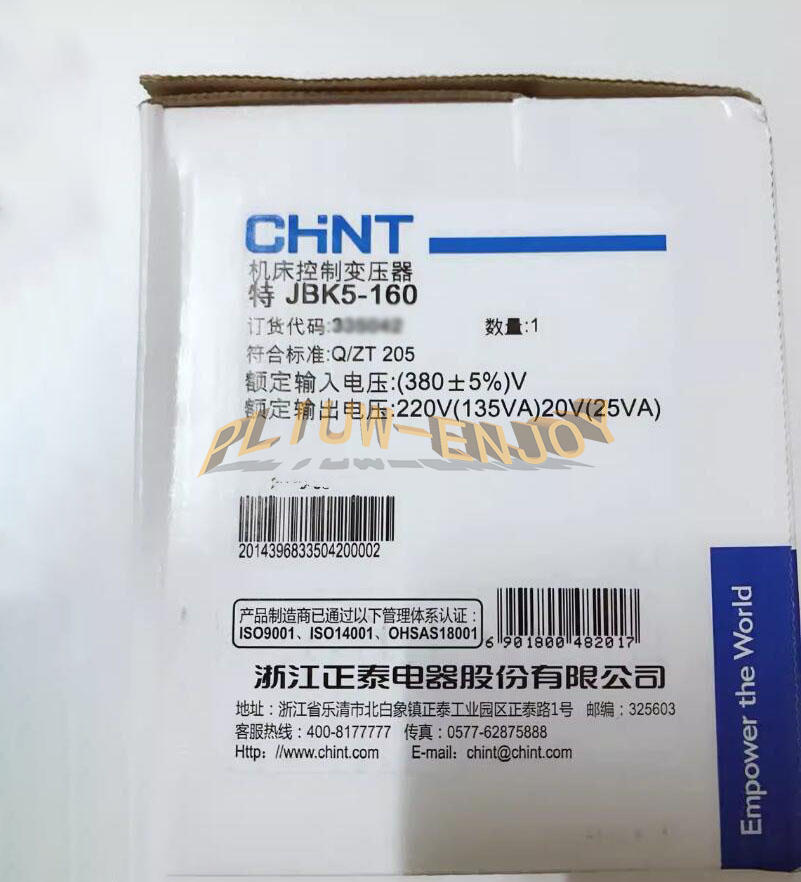 CHNT
机床控制变压器
特 JBK5-160
订货代码: 数量:1
符合标准:Q/ZT 205
额定输入电压:(380±5%)V
额定输出电压:220V(135VA)20V(25VA)
PLIUW-ENJOY
2014396833504200002
产品制造商已通过以下管理体系认证:
ISO9001、ISO14001、OHSAS18001
6 901800 482017
浙江正泰电器股份有限公司
地址:浙江省乐清市北白象镇正泰工业园区正泰路1号 邮编:325603
客服热线:400-8177777 传真:0577-62875888
Http: //www.chint.com E-mail: chint@chint.com
Empower the World